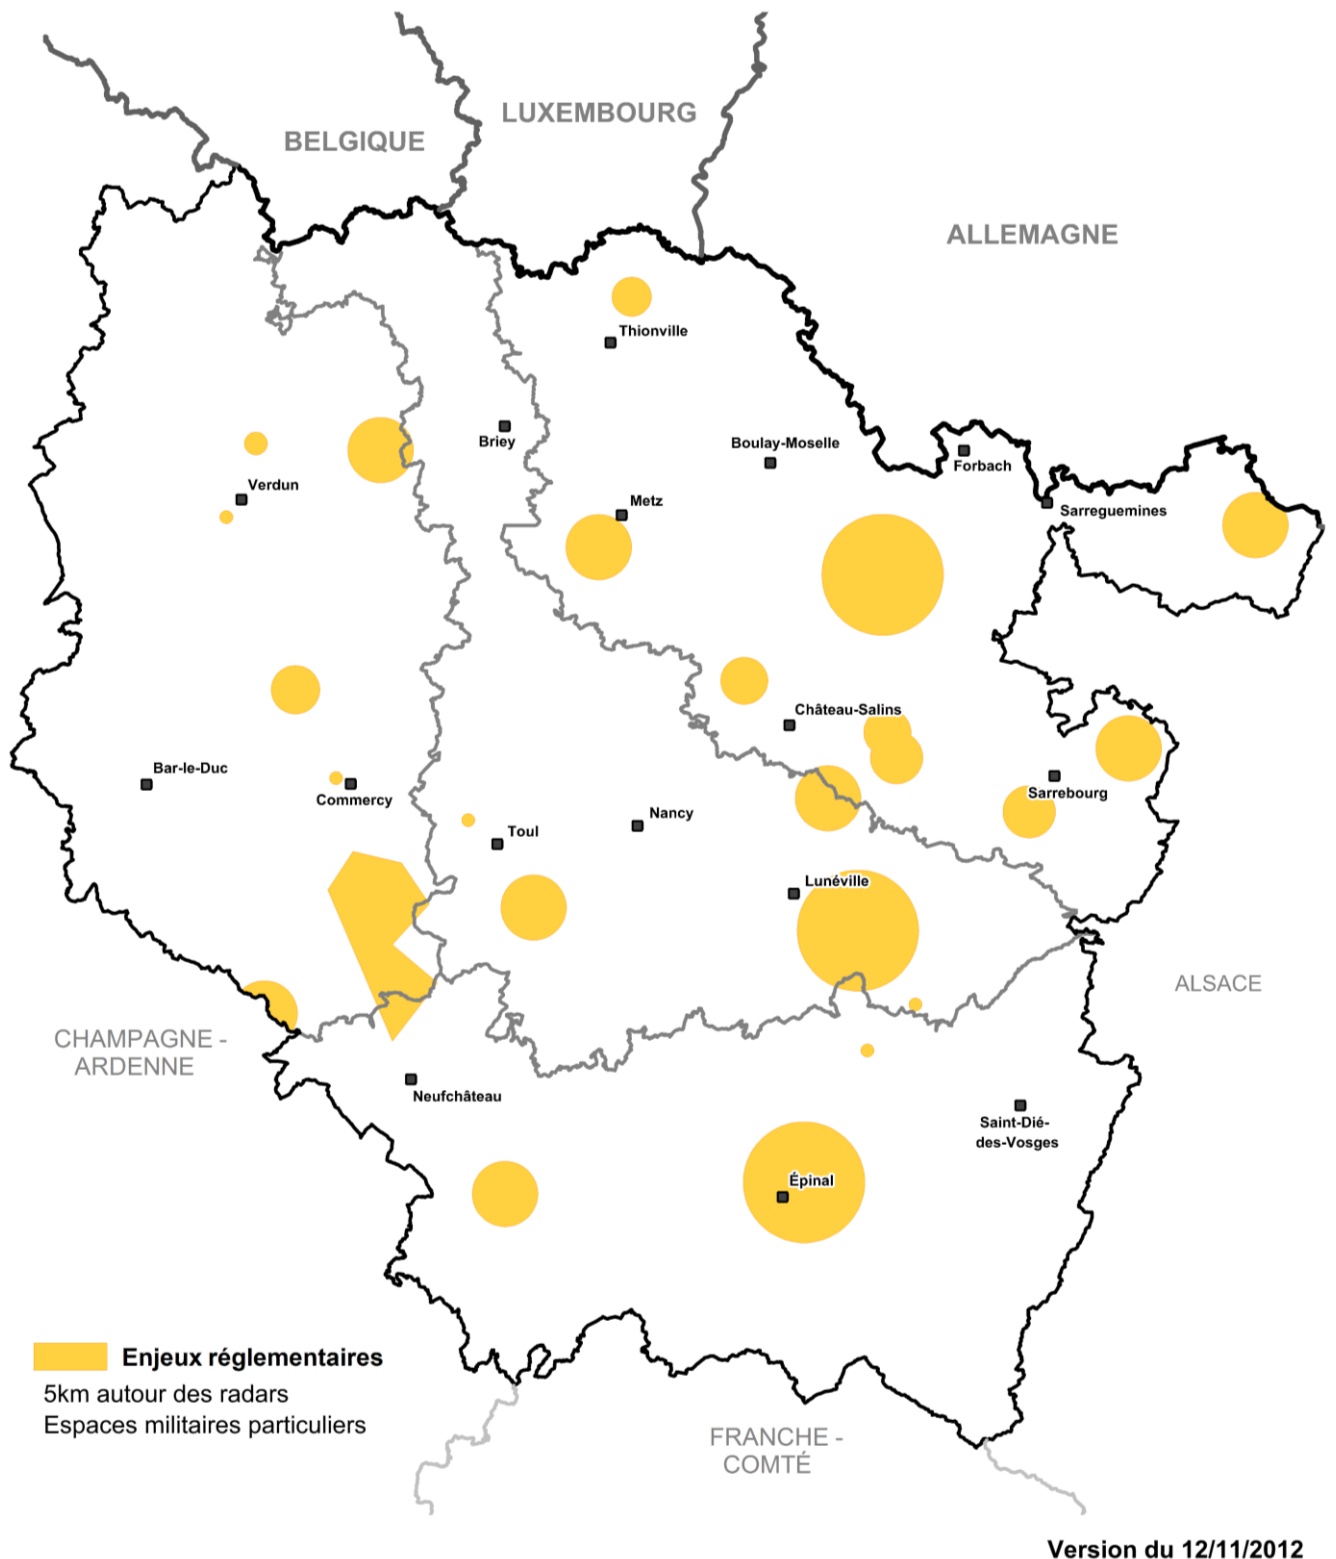 LUXEMBOURG
BELGIQUE
ALLEMAGNE
Thionville
Briey
Boulay-Moselle
Forbach
Verdun
Metz
Sarreguemines
Château-Salins
Bar-le-Duc
Commercy
Sarrebourg
Nancy
Toul
Lunéville
ALSACE
CHAMPAGNE -
ARDENNE
Neufchâteau
Saint-Dié-
des-Vosges
Épinal
Enjeux réglementaires
5km autour des radars
Espaces militaires particuliers
FRANCHE -
COMTÉ
Version du 12/11/2012